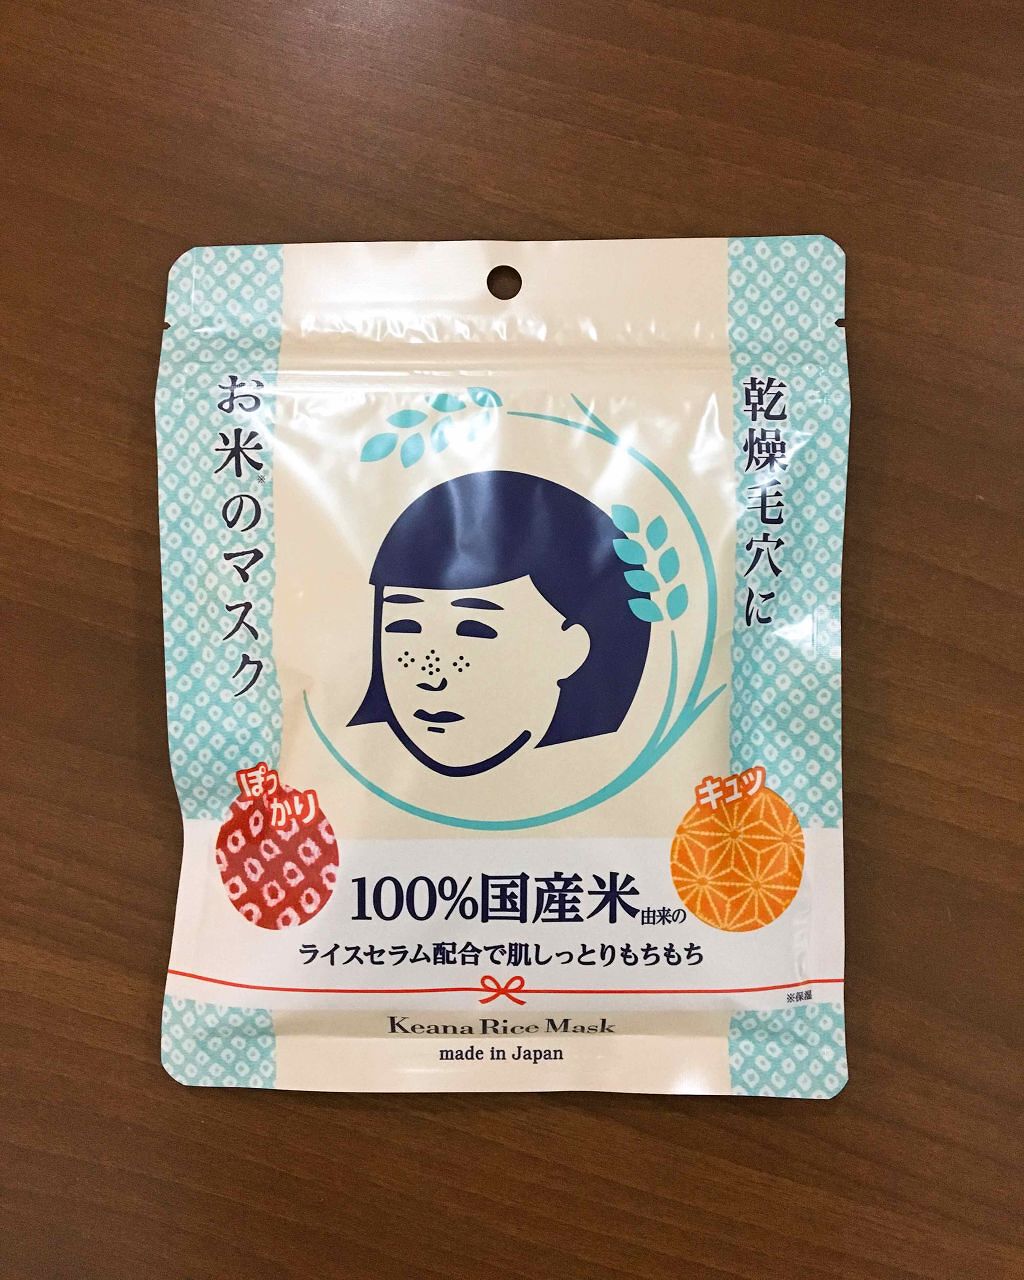 乾燥毛穴に
お米※のマスク
ぽっかり
キュッ
100%国産米由来の
ライスセラム配合で肌しっとりもちもち
※保湿
Keana Rice Mask
made in Japan